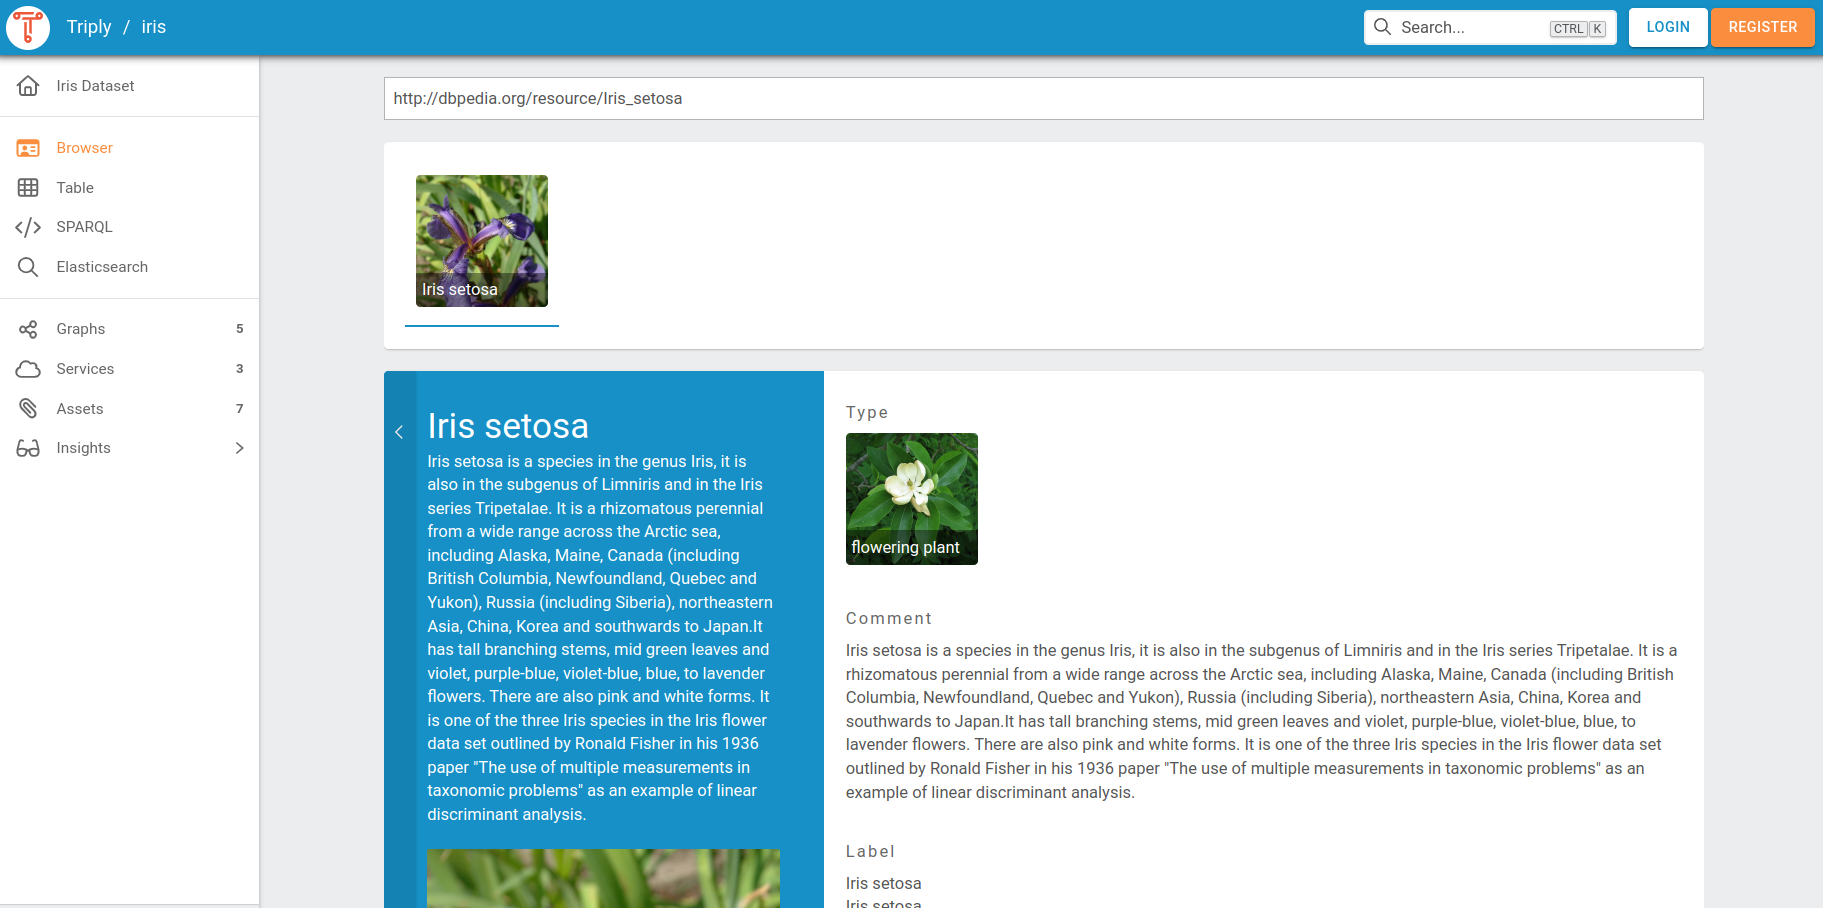 Triply / iris
Search... CTRL K
LOGIN
REGISTER
Iris Dataset
Browser
Table
SPARQL
Elasticsearch
Graphs 5
Services 3
Assets 7
Insights
http://dbpedia.org/resource/Iris_setosa
Iris setosa
Iris setosa
Iris setosa is a species in the genus Iris, it is
also in the subgenus of Limniris and in the Iris
series Tripetalae. It is a rhizomatous perennial
from a wide range across the Arctic sea,
including Alaska, Maine, Canada (including
British Columbia, Newfoundland, Quebec and
Yukon), Russia (including Siberia), northeastern
Asia, China, Korea and southwards to Japan.It
has tall branching stems, mid green leaves and
violet, purple-blue, violet-blue, blue, to lavender
flowers. There are also pink and white forms. It
is one of the three Iris species in the Iris flower
data set outlined by Ronald Fisher in his 1936
paper "The use of multiple measurements in
taxonomic problems" as an example of linear
discriminant analysis.
Type
flowering plant
Comment
Iris setosa is a species in the genus Iris, it is also in the subgenus of Limniris and in the Iris series Tripetalae. It is a
rhizomatous perennial from a wide range across the Arctic sea, including Alaska, Maine, Canada (including British
Columbia, Newfoundland, Quebec and Yukon), Russia (including Siberia), northeastern Asia, China, Korea and
southwards to Japan.It has tall branching stems, mid green leaves and violet, purple-blue, violet-blue, blue, to
lavender flowers. There are also pink and white forms. It is one of the three Iris species in the Iris flower data set
outlined by Ronald Fisher in his 1936 paper "The use of multiple measurements in taxonomic problems" as an
example of linear discriminant analysis.
Label
Iris setosa
Iris setosa